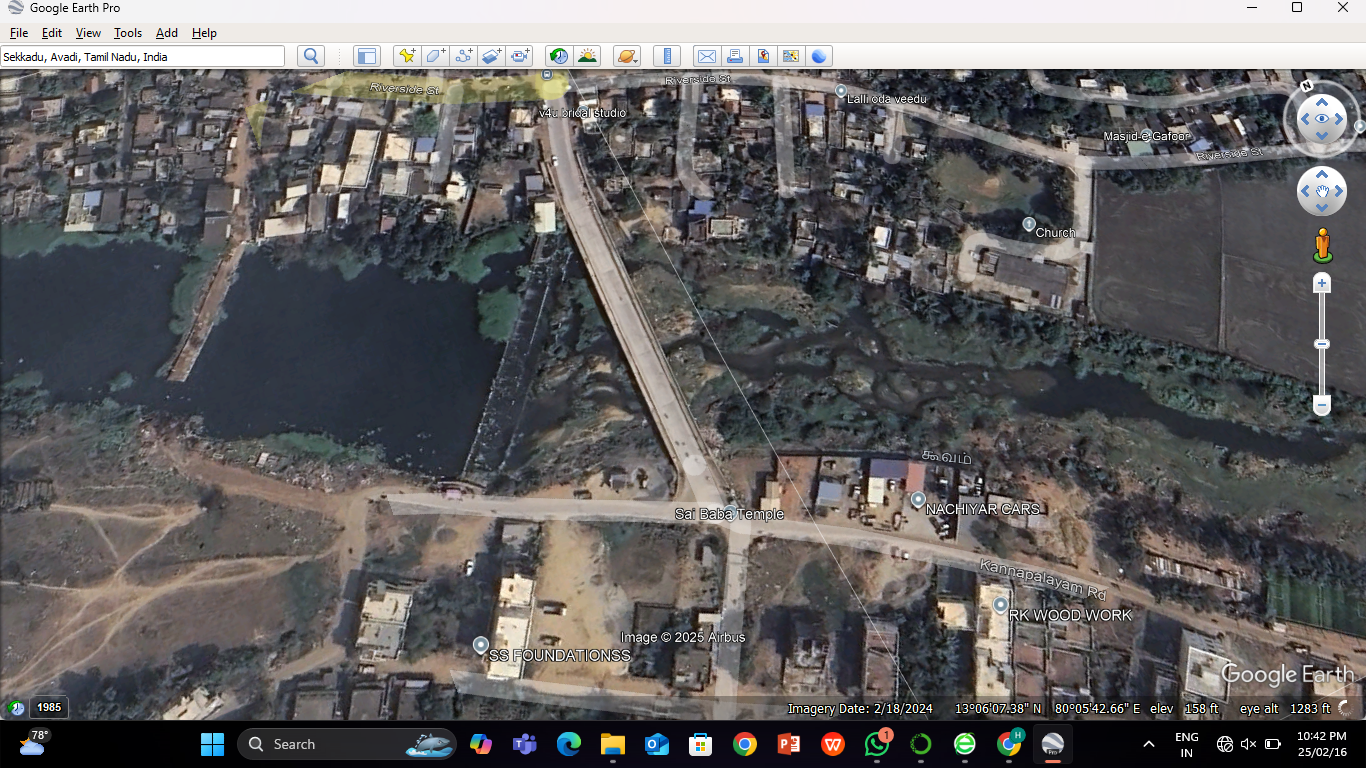 Google Earth Pro
File Edit View Tools Add Help
Sekkadu, Avadi, Tamil Nadu, India
Riverside St
Riverside St
v4u bridal studio
Lalli oda veedu
Masjid-e-Gafoor
Riverside St
N
Church
கூவம்
NACHIYAR CARS
Sai Baba Temple
Kannapalayam Rd
RK WOOD WORK
Image © 2025 Airbus
SS FOUNDATIONSS
Google Earth
1985
Imagery Date: 2/18/2024 13°06'07.38" N 80°05'42.66" E elev 158 ft eye alt 1283 ft
78°
Search
1
H
Pro
ENG
IN
10:42 PM
25/02/16